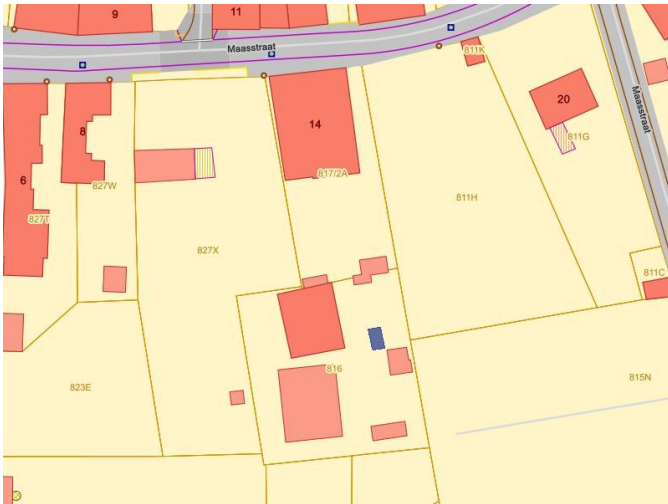 9
11
Maasstraat
811K
20
Maasstraat
8
14
811G
6
827W
817/2A
827T
811H
827X
811C
816
823E
815N